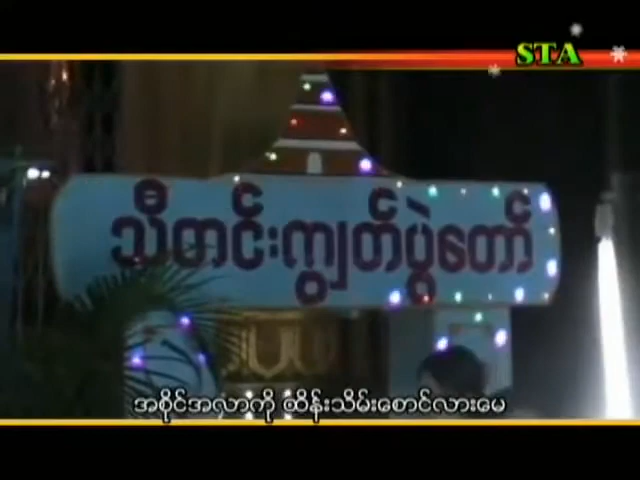 STA
သီတင်းကျွတ်ပွဲတော်
အစိုင်အလှာကို ထိန်းသိမ်းစောင်လားမေ